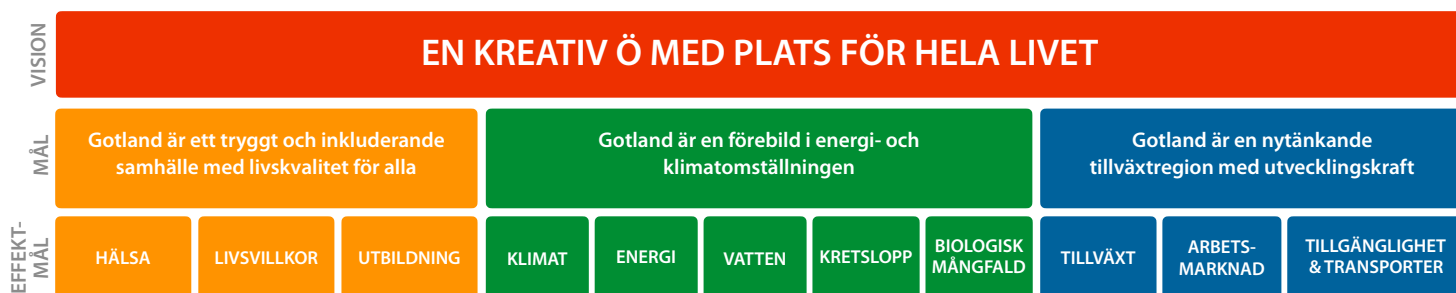 VISION
EN KREATIV Ö MED PLATS FÖR HELA LIVET
MÅL
Gotland är ett tryggt och inkluderande
samhälle med livskvalitet för alla
Gotland är en förebild i energi- och
klimatomställningen
Gotland är en nytänkande
tillväxtregion med utvecklingskraft
EFFEKT-
MÅL
HÄLSA
LIVSVILLKOR
UTBILDNING
KLIMAT
ENERGI
VATTEN
KRETSLOPP
BIOLOGISK
MÅNGFALD
TILLVÄXT
ARBETS-
MARKNAD
TILLGÄNGLIGHET
& TRANSPORTER